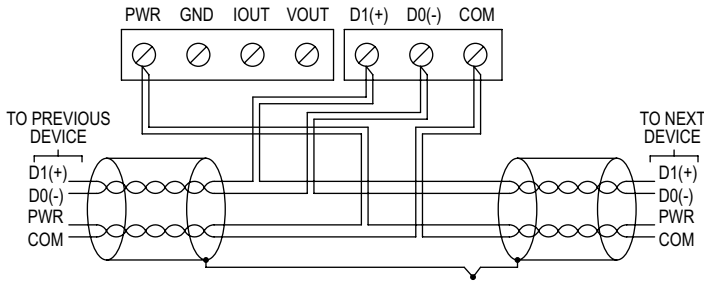 PWR GND IOUT VOUT D1(+) D0(-) COM
TO PREVIOUS
DEVICE
D1(+)
D0(-)
PWR
COM
TO NEXT
DEVICE
D1(+)
D0(-)
PWR
COM